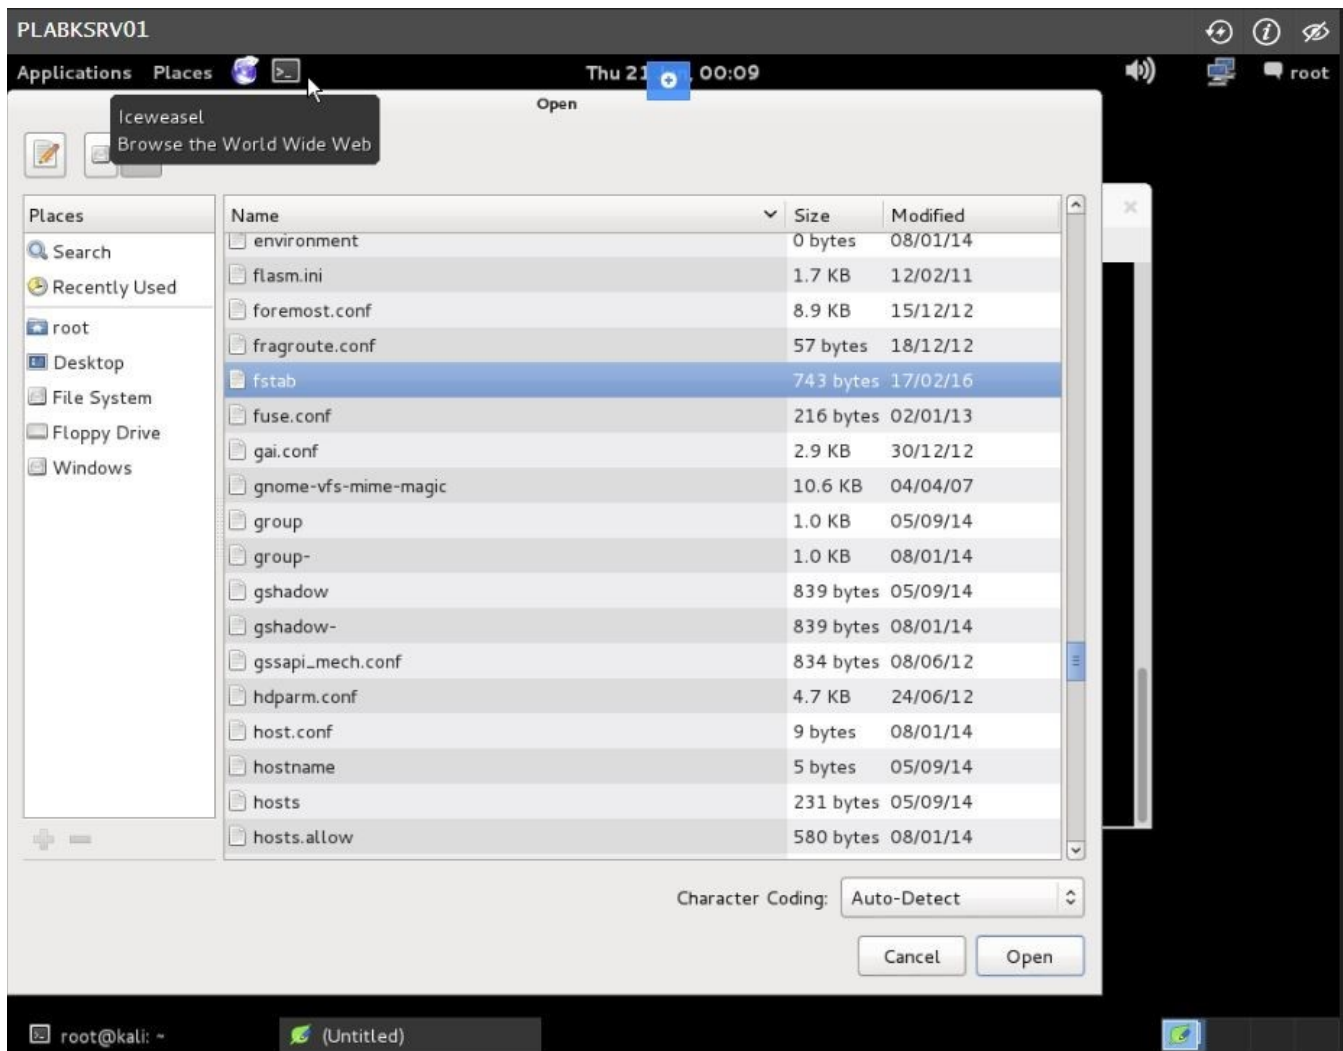 PLABKSRV01
Applications Places Thu 21 , 00:09 root
Open
Iceweasel
Browse the World Wide Web
Places
Search
Recently Used
root
Desktop
File System
Floppy Drive
Windows
Name Size Modified
environment 0 bytes 08/01/14
flasm.ini 1.7 KB 12/02/11
foremost.conf 8.9 KB 15/12/12
fragroute.conf 57 bytes 18/12/12
fstab 743 bytes 17/02/16
fuse.conf 216 bytes 02/01/13
gai.conf 2.9 KB 30/12/12
gnome-vfs-mime-magic 10.6 KB 04/04/07
group 1.0 KB 05/09/14
group- 1.0 KB 08/01/14
gshadow 839 bytes 05/09/14
gshadow- 839 bytes 08/01/14
gssapi_mech.conf 834 bytes 08/06/12
hdparm.conf 4.7 KB 24/06/12
host.conf 9 bytes 08/01/14
hostname 5 bytes 05/09/14
hosts 231 bytes 05/09/14
hosts.allow 580 bytes 08/01/14
Character Coding: Auto-Detect
Cancel Open
root@kali: ~ (Untitled)